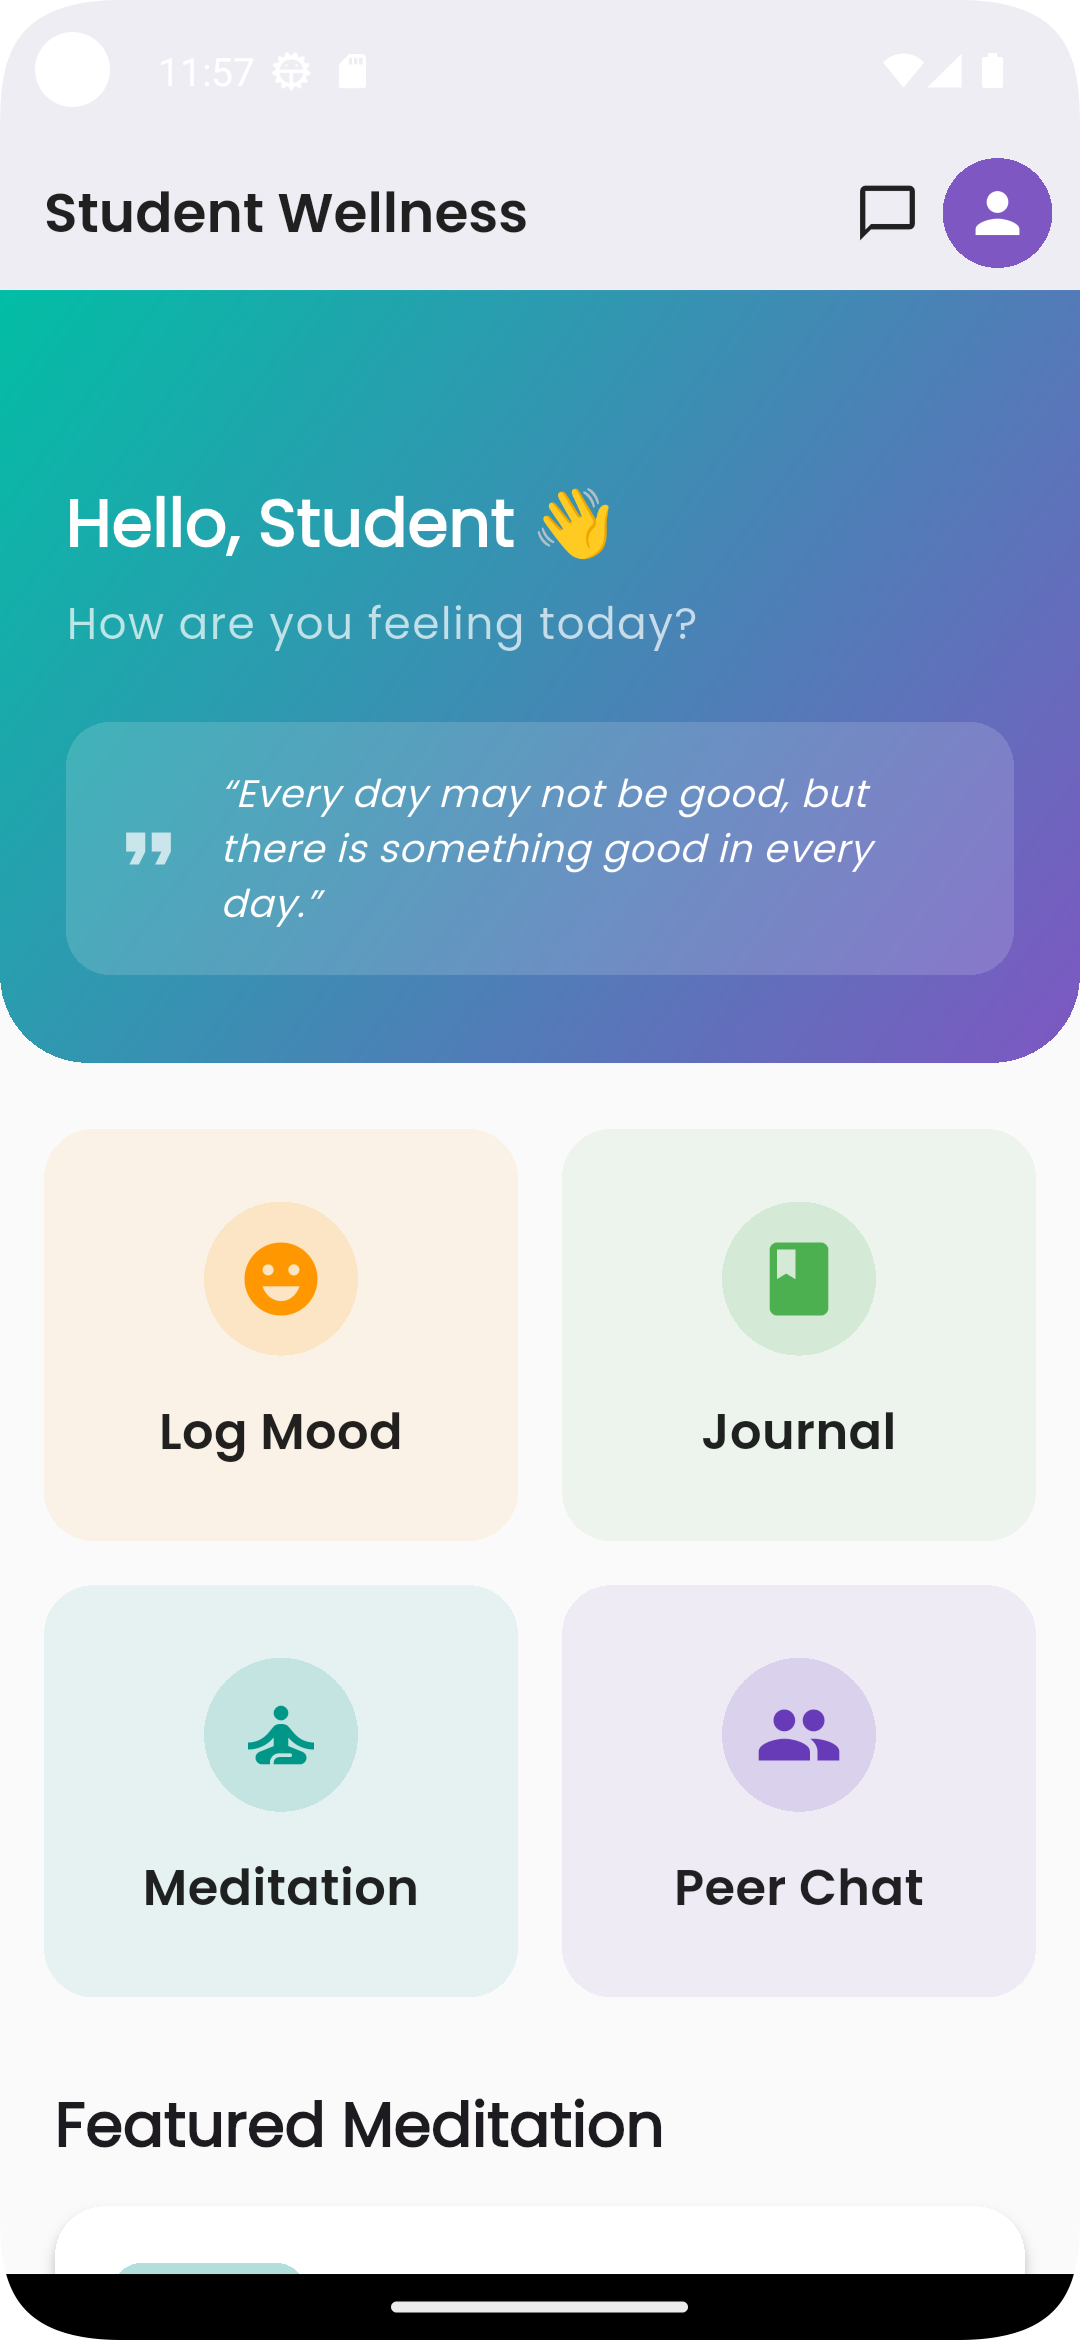 11:57
Student Wellness
Hello, Student 👋
How are you feeling today?
“Every day may not be good, but
there is something good in every
day.”
Log Mood
Journal
Meditation
Peer Chat
Featured Meditation